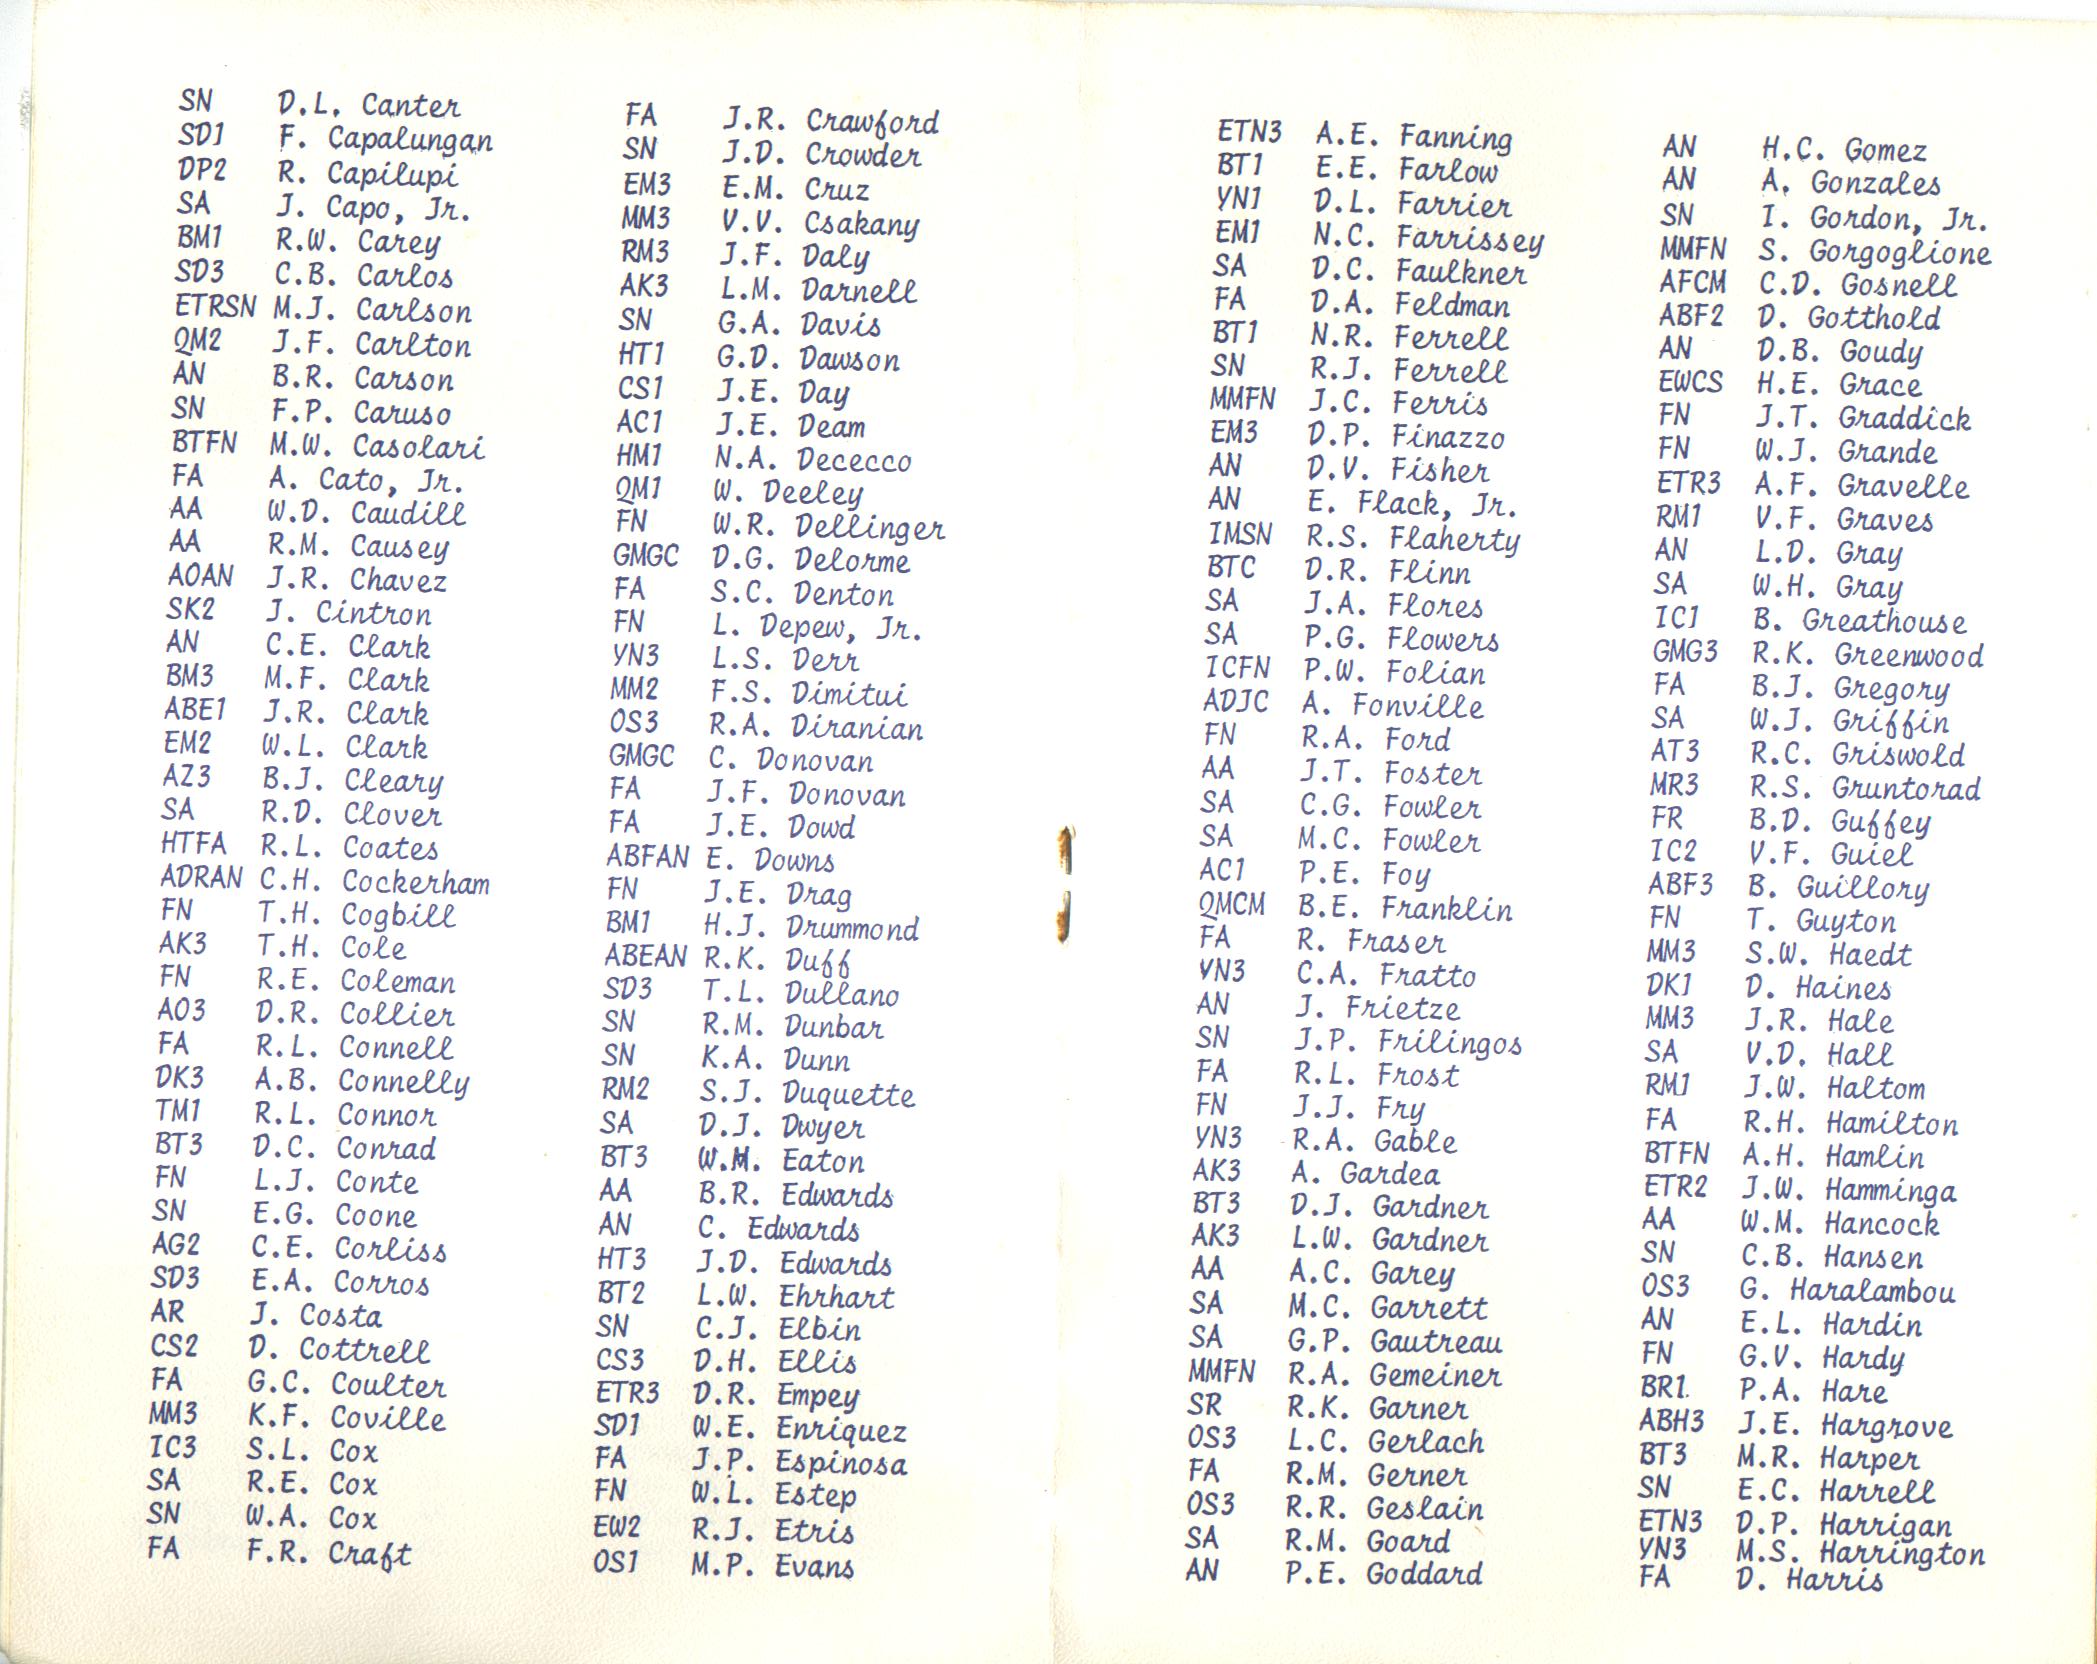 SN D.L. Canter
SD1 F. Capalungan
DP2 R. Capilupi
SA J. Capo, Jr.
BM1 R.W. Carey
SD3 C.B. Carlos
ETRSN M.J. Carlson
QM2 J.F. Carlton
AN B.R. Carson
SN F.P. Caruso
BTFN M.W. Casolari
FA A. Cato, Jr.
AA W.D. Caudill
AA R.M. Causey
AOAN J.R. Chavez
SK2 J. Cintron
AN C.E. Clark
BM3 M.F. Clark
ABE1 J.R. Clark
EM2 W.L. Clark
AZ3 B.J. Cleary
SA R.D. Clover
HTFA R.L. Coates
ADRAN C.H. Cockerham
FN T.H. Cogbill
AK3 T.H. Cole
FN R.E. Coleman
AO3 D.R. Collier
FA R.L. Connell
DK3 A.B. Connelly
TM1 R.L. Connor
BT3 D.C. Conrad
FN L.J. Conte
SN E.G. Coone
AG2 C.E. Corliss
SD3 E.A. Corros
AR J. Costa
CS2 D. Cottrell
FA G.C. Coulter
MM3 K.F. Coville
IC3 S.L. Cox
SA R.E. Cox
SN W.A. Cox
FA F.R. Craft
FA J.R. Crawford
SN J.D. Crowder
EM3 E.M. Cruz
MM3 V.V. Csakany
RM3 J.F. Daly
AK3 L.M. Darnell
SN G.A. Davis
HT1 G.D. Dawson
CS1 J.E. Day
AC1 J.E. Deam
HM1 N.A. Dececco
QM1 W. Deeley
FN W.R. Dellinger
GMGC D.G. Delorme
FA S.C. Denton
FN L. Depew, Jr.
YN3 L.S. Derr
MM2 F.S. Dimitui
OS3 R.A. Diranian
GMGC C. Donovan
FA J.F. Donovan
FA J.E. Dowd
ABFAN E. Downs
FN J.E. Drag
BM1 H.J. Drummond
ABEAN R.K. Duff
SD3 T.L. Dullano
SN R.M. Dunbar
SN K.A. Dunn
RM2 S.J. Duquette
SA D.J. Dwyer
BT3 W.M. Eaton
AA B.R. Edwards
AN C. Edwards
HT3 J.D. Edwards
BT2 L.W. Ehrhart
SN C.J. Elbin
CS3 D.H. Ellis
ETR3 D.R. Empey
SD1 W.E. Enriquez
FA J.P. Espinosa
FN W.L. Estep
EW2 R.J. Etris
OS1 M.P. Evans
ETN3 A.E. Fanning
BT1 E.E. Farlow
YN1 D.L. Farrier
EM1 N.C. Farrissey
SA D.C. Faulkner
FA D.A. Feldman
BT1 N.R. Ferrell
SN R.J. Ferrell
MMFN J.C. Ferris
EM3 D.P. Finazzo
AN D.V. Fisher
AN E. Flack, Jr.
IMSN R.S. Flaherty
BTC D.R. Flinn
SA J.A. Flores
SA P.G. Flowers
ICFN P.W. Folian
ADJC A. Fonville
FN R.A. Ford
AA J.T. Foster
SA C.G. Fowler
SA M.C. Fowler
AC1 P.E. Foy
QMCM B.E. Franklin
FA R. Fraser
YN3 C.A. Fratto
AN J. Frietze
SN J.P. Frilingos
FA R.L. Frost
FN J.J. Fry
YN3 R.A. Gable
AK3 A. Gardea
BT3 D.J. Gardner
AK3 L.W. Gardner
AA A.C. Garey
SA M.C. Garrett
SA G.P. Gautreau
MMFN R.A. Gemeiner
SR R.K. Garner
OS3 L.C. Gerlach
FA R.M. Gerner
OS3 R.R. Geslain
SA R.M. Goard
AN P.E. Goddard
AN H.C. Gomez
AN A. Gonzales
SN I. Gordon, Jr.
MMFN S. Gorgoglione
AFCM C.D. Gosnell
ABF2 D. Gotthold
AN D.B. Goudy
EWCS H.E. Grace
FN J.T. Graddick
FN W.J. Grande
ETR3 A.F. Gravelle
RM1 V.F. Graves
AN L.D. Gray
SA W.H. Gray
IC1 B. Greathouse
GMG3 R.K. Greenwood
FA B.J. Gregory
SA W.J. Griffin
AT3 R.C. Griswold
MR3 R.S. Gruntorad
FR B.D. Guffey
IC2 V.F. Guiel
ABF3 B. Guillory
FN T. Guyton
MM3 S.W. Haedt
DK1 D. Haines
MM3 J.R. Hale
SA V.D. Hall
RM1 J.W. Haltom
FA R.H. Hamilton
BTFN A.H. Hamlin
ETR2 J.W. Hamminga
AA W.M. Hancock
SN C.B. Hansen
OS3 G. Haralambou
AN E.L. Hardin
FN G.V. Hardy
BR1. P.A. Hare
ABH3 J.E. Hargrove
BT3 M.R. Harper
SN E.C. Harrell
ETN3 D.P. Harrigan
YN3 M.S. Harrington
FA D. Harris